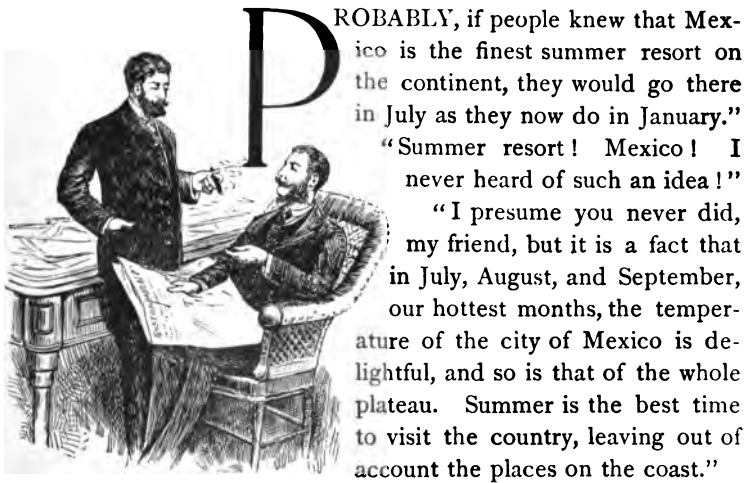 PROBABLY, if people knew that Mex-
ico is the finest summer resort on
the continent, they would go there
in July as they now do in January."
"Summer resort! Mexico! I
never heard of such an idea!"
"I presume you never did,
my friend, but it is a fact that
in July, August, and September,
our hottest months, the temper-
ature of the city of Mexico is de-
lightful, and so is that of the whole
plateau. Summer is the best time
to visit the country, leaving out of
account the places on the coast."